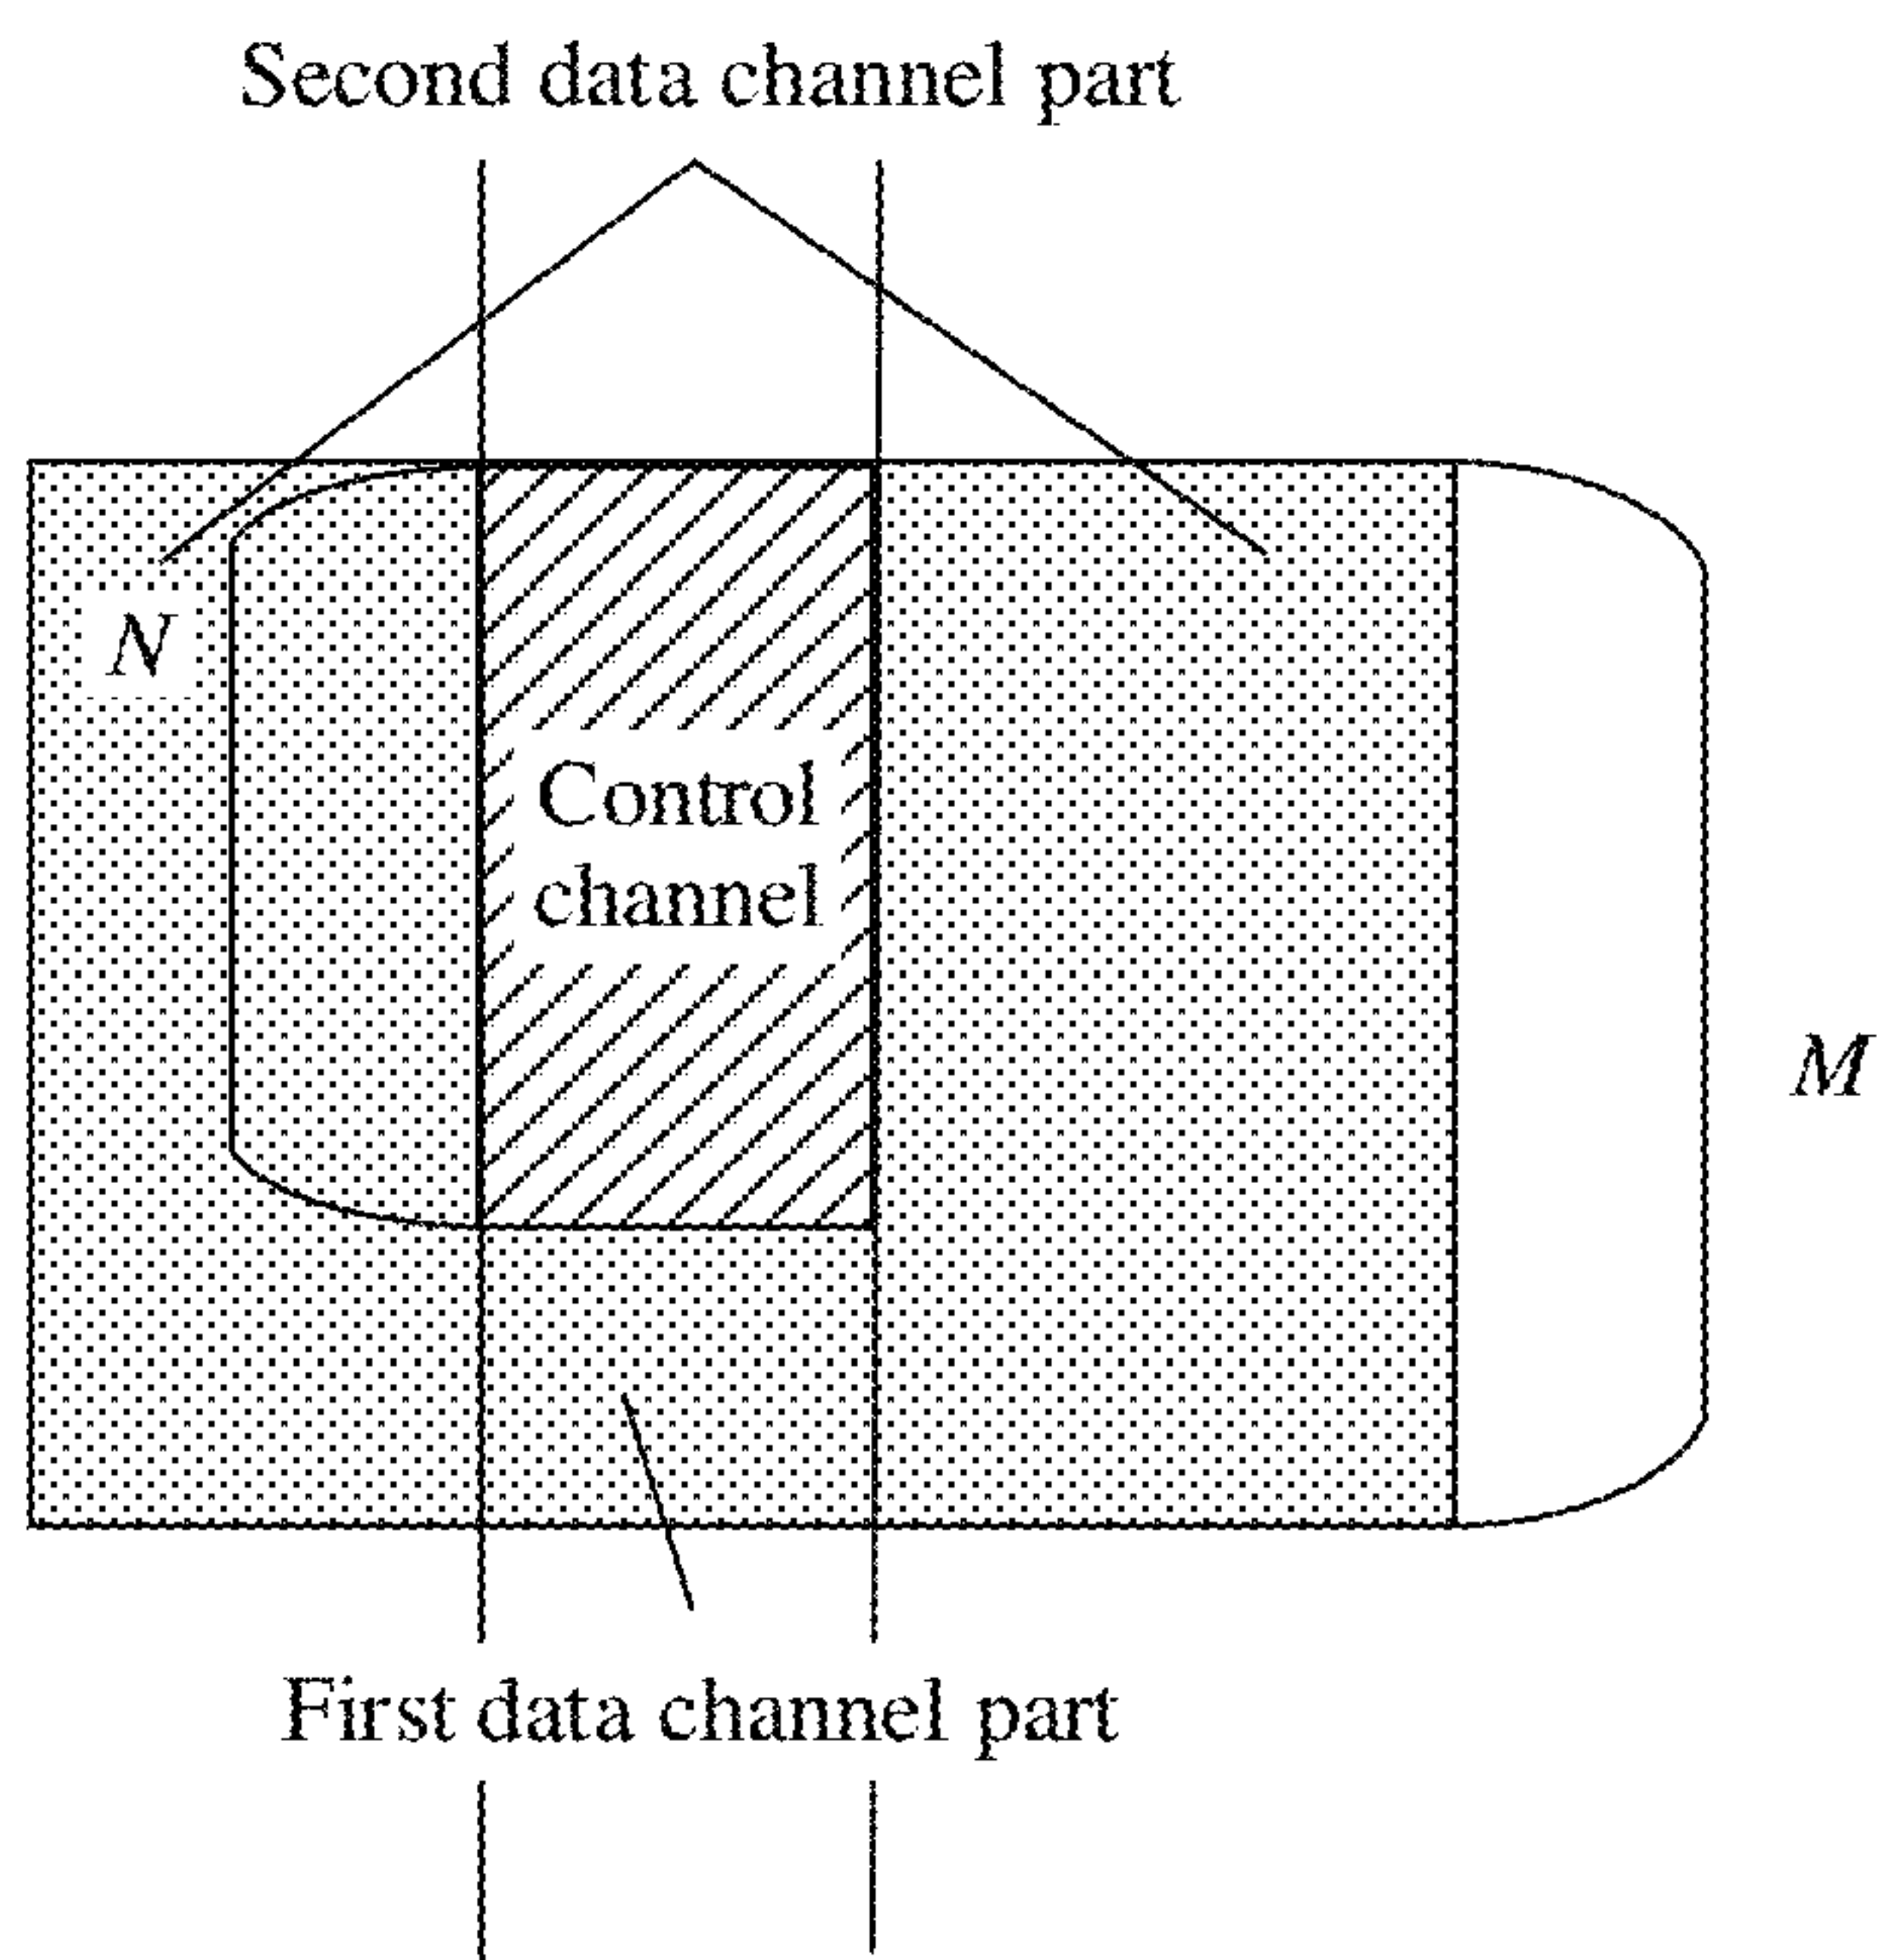 Second data channel part
N
Control
channel
M
First data channel part